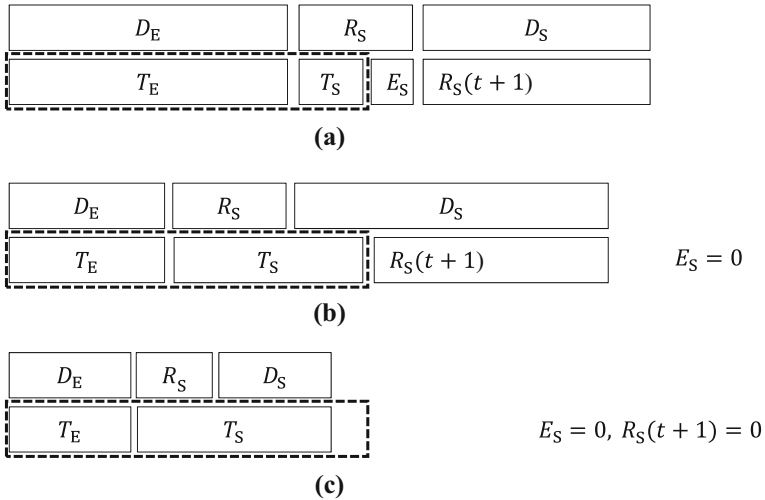 D_E R_S D_S
T_E T_S E_S R_S(t + 1)
(a)
D_E R_S D_S
T_E T_S R_S(t + 1) E_S = 0
(b)
D_E R_S D_S
T_E T_S E_S = 0, R_S(t + 1) = 0
(c)